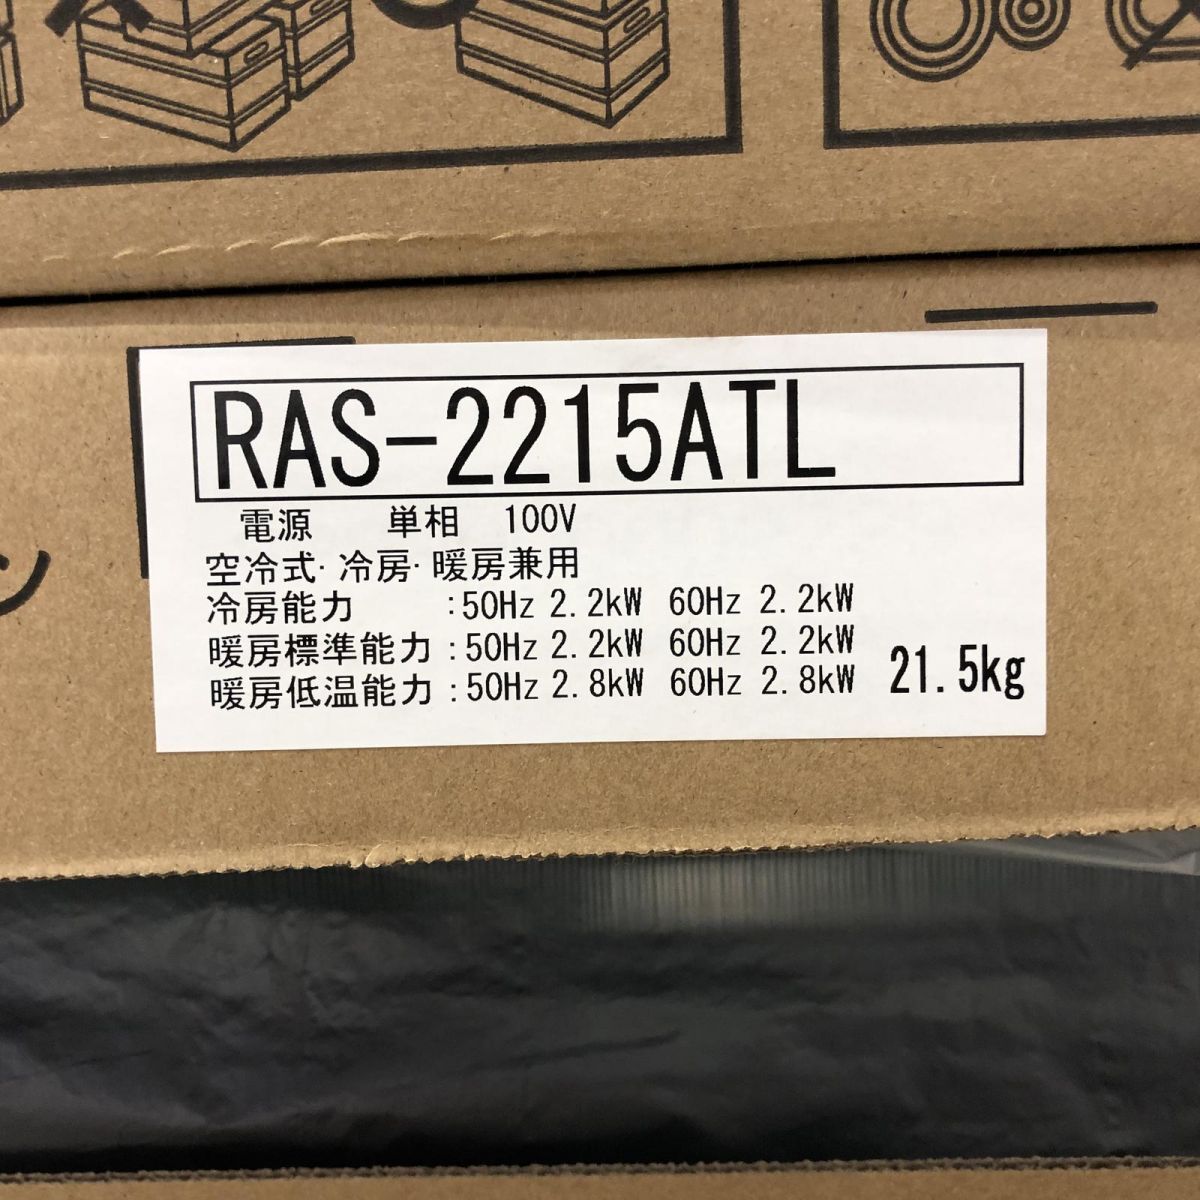 RAS-2215ATL
電源 単相 100V
空冷式・冷房・暖房兼用
冷房能力 :50Hz 2.2kW 60Hz 2.2kW
暖房標準能力 :50Hz 2.2kW 60Hz 2.2kW
暖房低温能力 :50Hz 2.8kW 60Hz 2.8kW
21.5kg